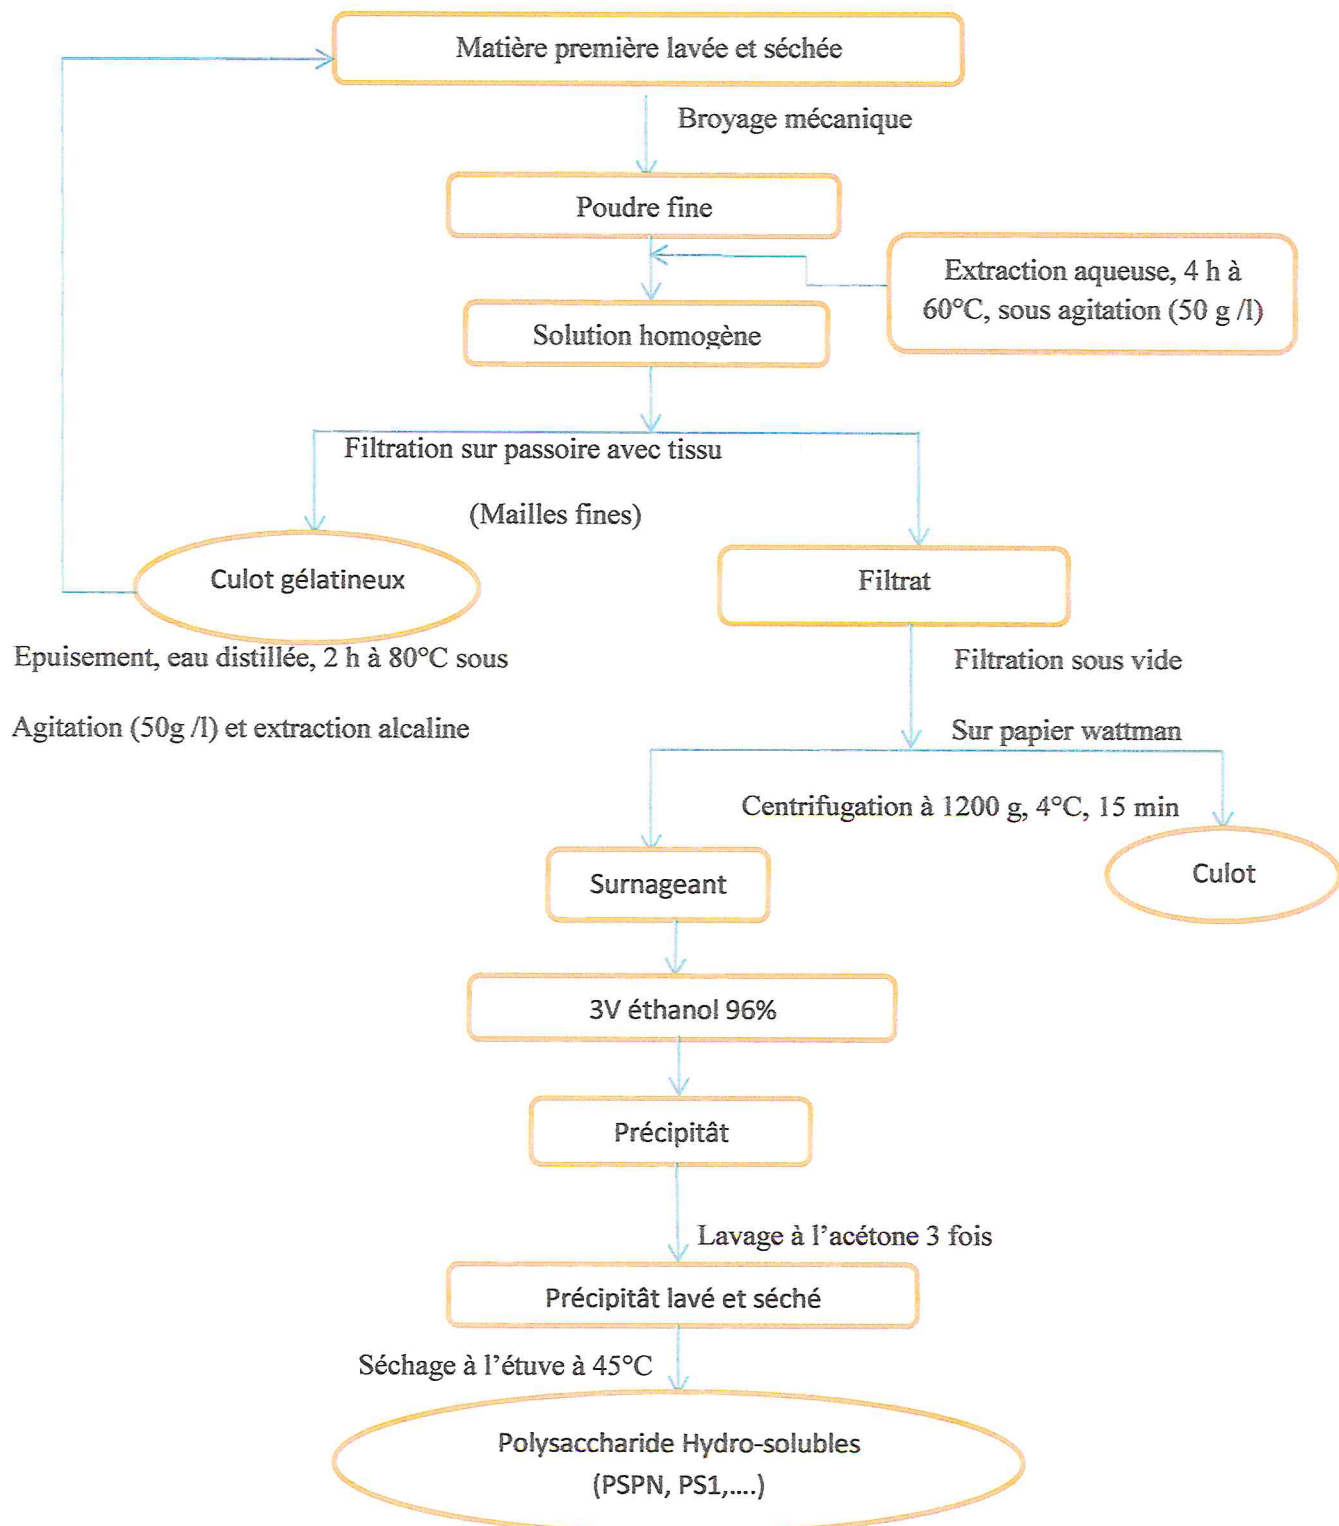 Matière première lavée et séchée
Broyage mécanique
Poudre fine
Extraction aqueuse, 4 h à
60°C, sous agitation (50 g /l)
Solution homogène
Filtration sur passoire avec tissu
(Mailles fines)
Culot gélatineux
Filtrat
Epuisement, eau distillée, 2 h à 80°C sous
Agitation (50g /l) et extraction alcaline
Filtration sous vide
Sur papier wattman
Centrifugation à 1200 g, 4°C, 15 min
Surnageant
Culot
3V éthanol 96%
Précipitât
Lavage à l'acétone 3 fois
Précipitât lavé et séché
Séchage à l'étuve à 45°C
Polysaccharide Hydro-solubles
(PSPN, PS1,....)